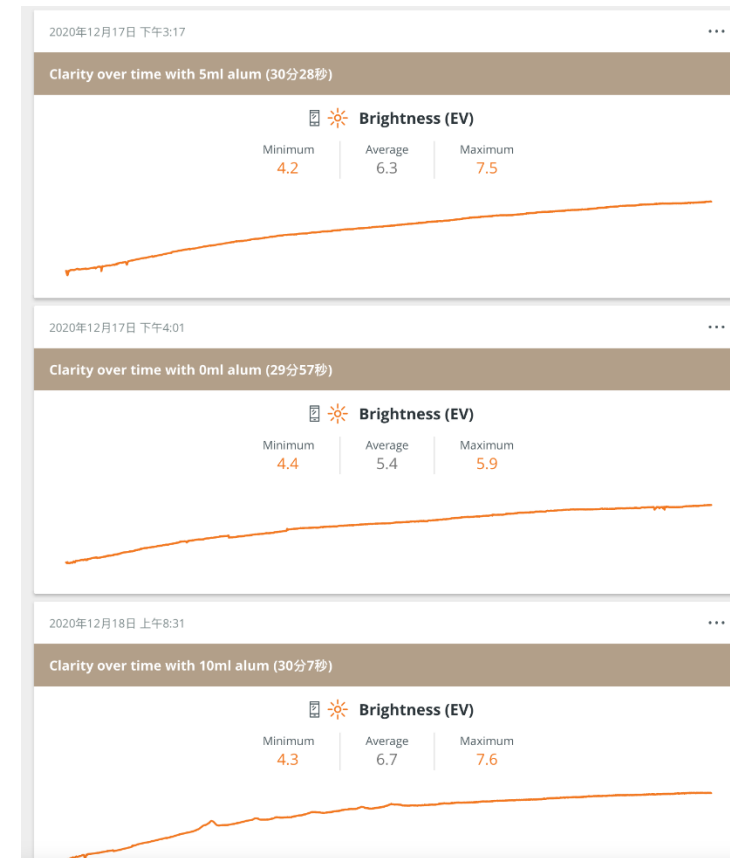 2020年12月17日 下午3:17
Clarity over time with 5ml alum (30分28秒)
Brightness (EV)
Minimum Average Maximum
4.2 6.3 7.5
2020年12月17日 下午4:01
Clarity over time with 0ml alum (29分57秒)
Brightness (EV)
Minimum Average Maximum
4.4 5.4 5.9
2020年12月18日 上午8:31
Clarity over time with 10ml alum (30分7秒)
Brightness (EV)
Minimum Average Maximum
4.3 6.7 7.6